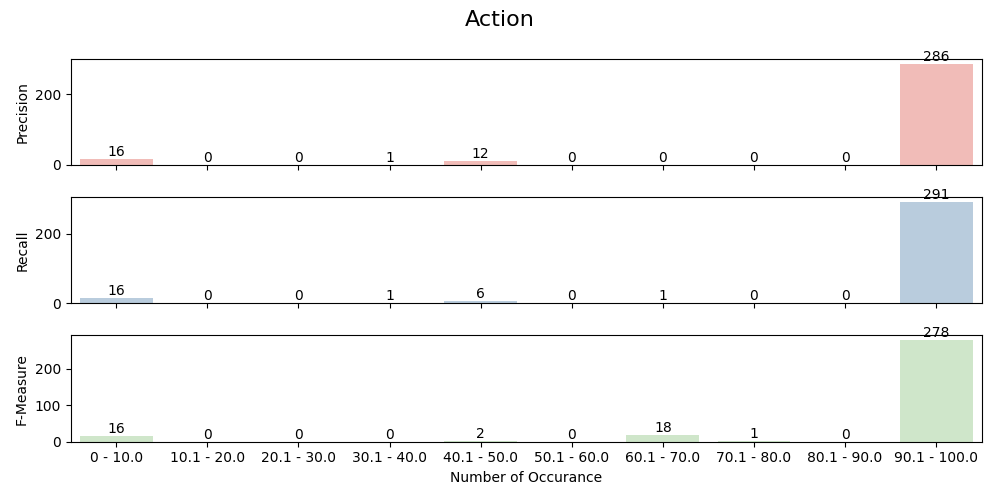 Action
Precision
200
0
16 0 0 1 12 0 0 0 0 286
Recall
200
0
16 0 0 1 6 0 1 0 0 291
F-Measure
200
100
0
16 0 0 0 2 0 18 1 0 278
0 - 10.0 10.1 - 20.0 20.1 - 30.0 30.1 - 40.0 40.1 - 50.0 50.1 - 60.0 60.1 - 70.0 70.1 - 80.0 80.1 - 90.0 90.1 - 100.0
Number of Occurance